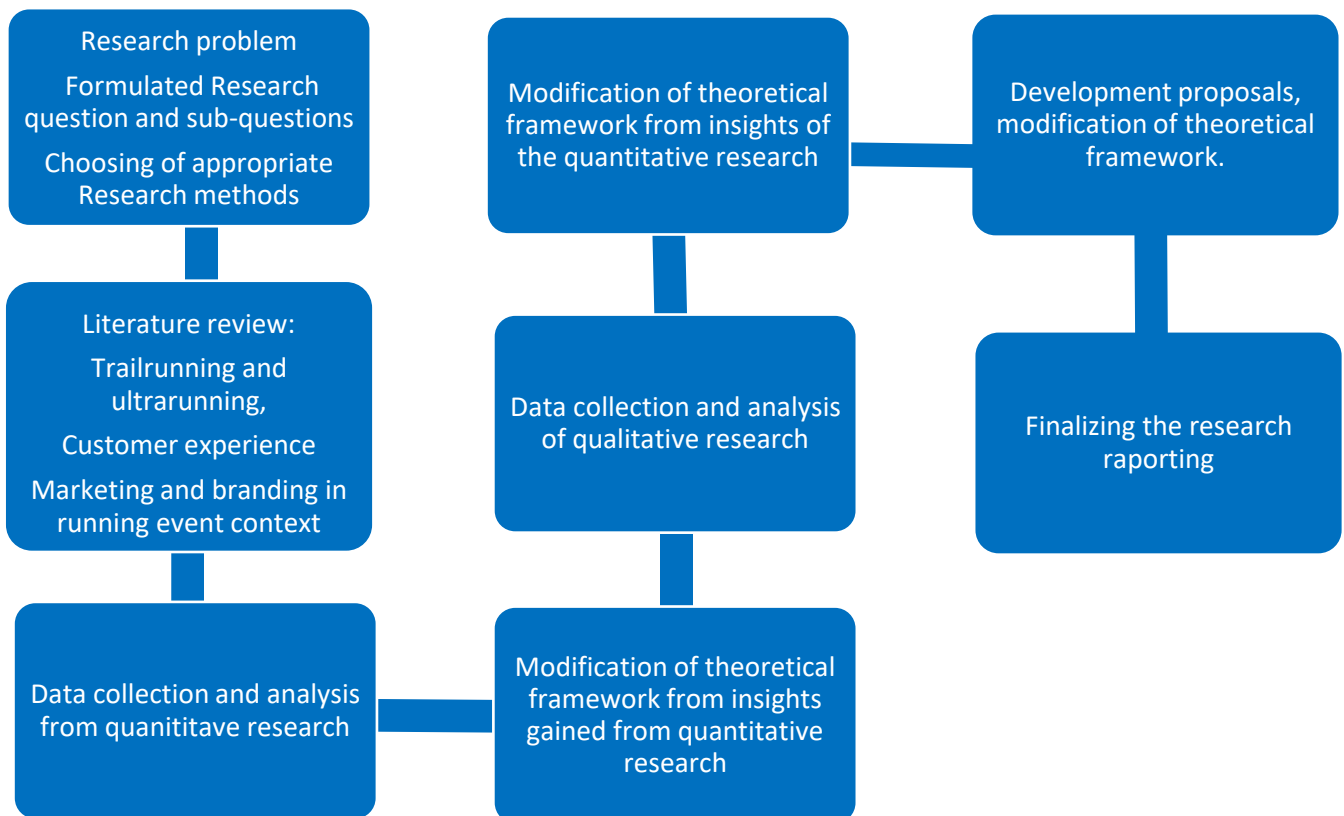 Research problem
Formulated Research
question and sub-questions
Choosing of appropriate
Research methods
Literature review:
Trailrunning and
ultrarunning,
Customer experience
Marketing and branding in
running event context
Data collection and analysis
from quanititave research
Modification of theoretical
framework from insights
gained from quantitative
research
Data collection and analysis
of qualitative research
Modification of theoretical
framework from insights of
the quantitative research
Development proposals,
modification of theoretical
framework.
Finalizing the research
raporting